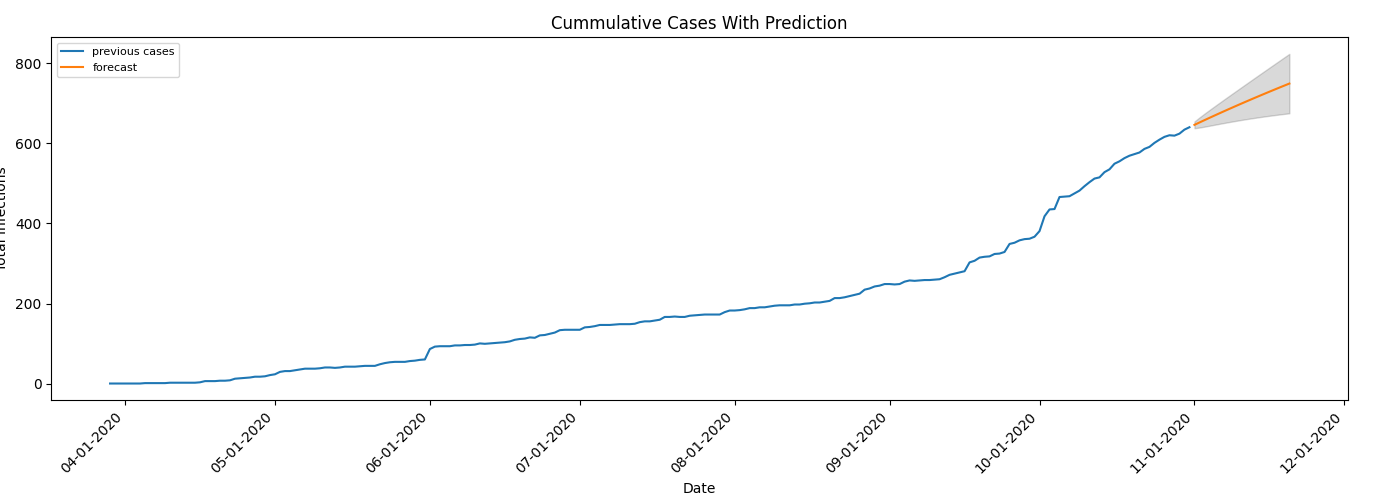 Cummulative Cases With Prediction
previous cases
forecast
800
600
400
200
0
Total Infections
04-01-2020
05-01-2020
06-01-2020
07-01-2020
08-01-2020
09-01-2020
10-01-2020
11-01-2020
12-01-2020
Date